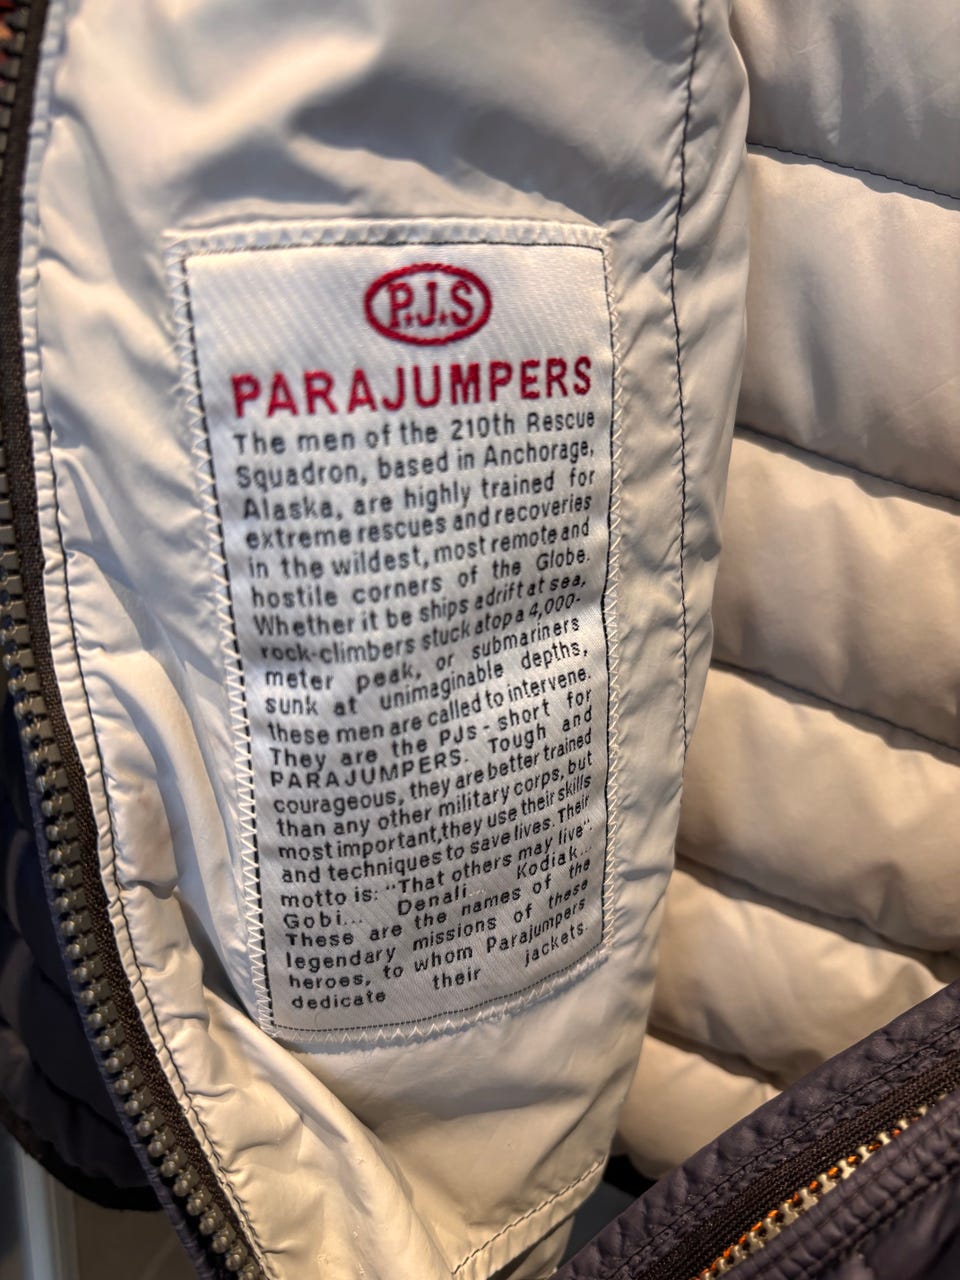 P.J.S
PARAJUMPERS
The men of the 210th Rescue
Squadron, based in Anchorage,
Alaska, are highly trained for
extreme rescues and recoveries
in the wildest, most remote and
hostile corners of the Globe.
Whether it be ships adrift at sea,
rock-climbers stuck atop a 4,000-
meter peak, or submariners
sunk at unimaginable depths,
these men are called to intervene.
They are the PJs - short for
PARAJUMPERS. Tough and
courageous, they are better trained
than any other military corps, but
most important,they use their skills
and techniques to save lives. Their
motto is: "That others may live".
Gobi... Denali... Kodiak...
These are the names of the
legendary missions of these
heroes, to whom Parajumpers
dedicate their jackets.